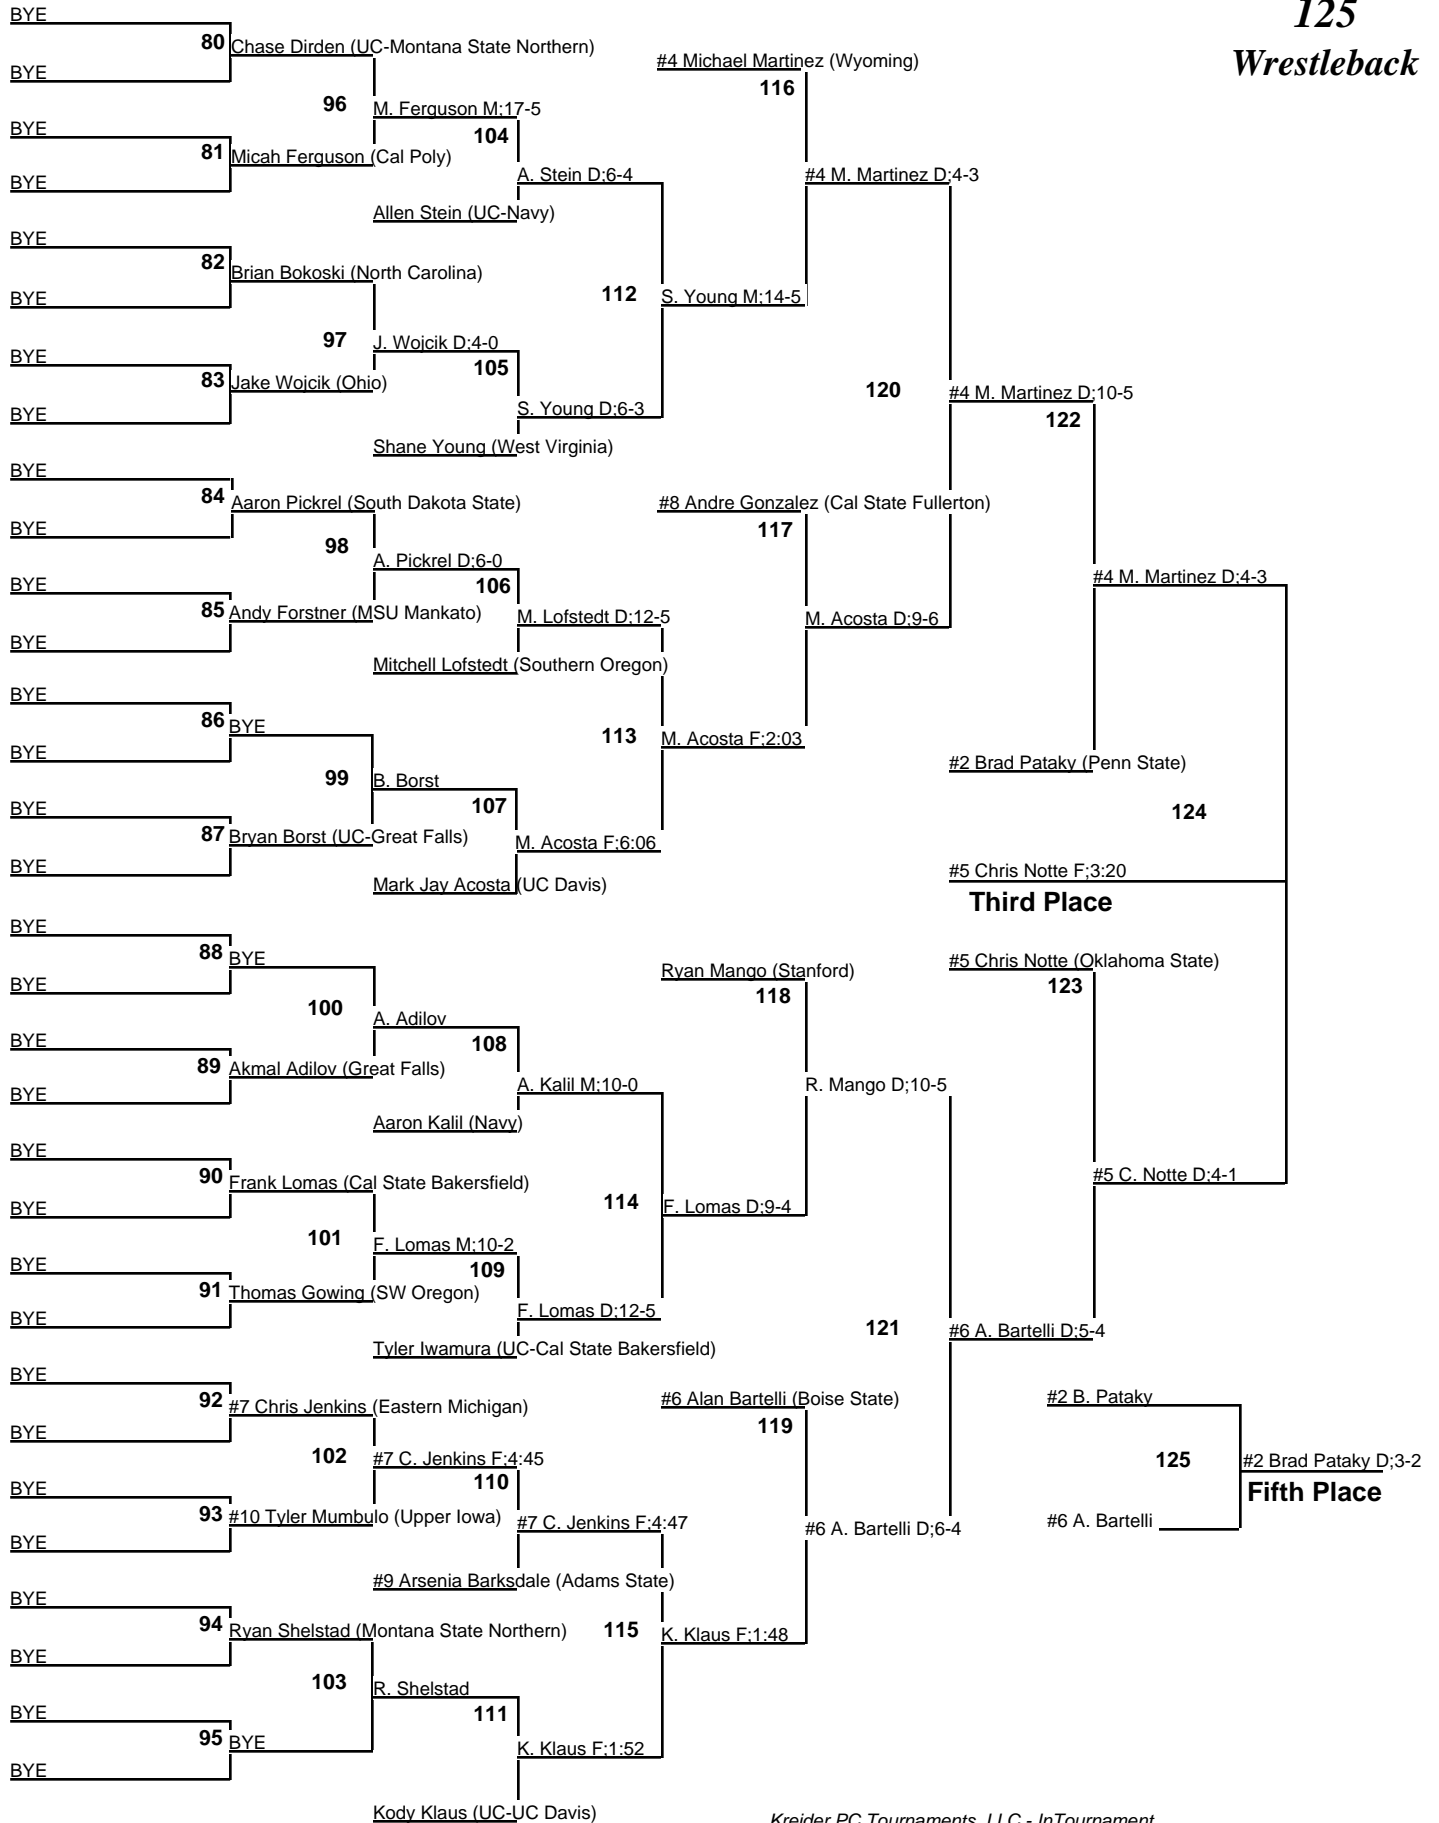 125
Wrestleback
BYE
80 Chase Dirden (UC-Montana State Northern)
#4 Michael Martinez (Wyoming)
BYE
116
96
M. Ferguson M;17-5
BYE
104
81 Micah Ferguson (Cal Poly)
A. Stein D;6-4
#4 M. Martinez D;4-3
BYE
Allen Stein (UC-Navy)
BYE
82 Brian Bokoski (North Carolina)
112 S. Young M;14-5
BYE
97 J. Wojcik D;4-0
BYE
105
83 Jake Wojcik (Ohio)
120 #4 M. Martinez D;10-5
BYE
S. Young D;6-3
122
Shane Young (West Virginia)
BYE
84 Aaron Pickrel (South Dakota State)
#8 Andre Gonzalez (Cal State Fullerton)
BYE
117
98
A. Pickrel D;6-0
#4 M. Martinez D;4-3
BYE
106
85 Andy Forstner (MSU Mankato)
M. Lofstedt D;12-5
M. Acosta D;9-6
BYE
Mitchell Lofstedt (Southern Oregon)
BYE
86 BYE
113 M. Acosta F;2:03
BYE
#2 Brad Pataky (Penn State)
99 B. Borst
BYE
107
124
87 Bryan Borst (UC-Great Falls)
M. Acosta F;6:06
BYE
#5 Chris Notte F;3:20
Mark Jay Acosta (UC Davis)
Third Place
BYE
88 BYE
Ryan Mango (Stanford)
#5 Chris Notte (Oklahoma State)
BYE
118
123
100
A. Adilov
BYE
108
89 Akmal Adilov (Great Falls)
A. Kalil M;10-0
R. Mango D;10-5
BYE
Aaron Kalil (Navy)
BYE
90 Frank Lomas (Cal State Bakersfield)
#5 C. Notte D;4-1
BYE
114 F. Lomas D;9-4
101 F. Lomas M;10-2
BYE
109
91 Thomas Gowing (SW Oregon)
F. Lomas D;12-5
BYE
121 #6 A. Bartelli D;5-4
Tyler Iwamura (UC-Cal State Bakersfield)
BYE
92 #7 Chris Jenkins (Eastern Michigan)
#6 Alan Bartelli (Boise State)
#2 B. Pataky
BYE
119
102 #7 C. Jenkins F;4:45
125 #2 Brad Pataky D;3-2
BYE
110
Fifth Place
93 #10 Tyler Mumbulo (Upper Iowa)
#7 C. Jenkins F;4:47
#6 A. Bartelli D;6-4
#6 A. Bartelli
BYE
#9 Arsenia Barksdale (Adams State)
BYE
94 Ryan Shelstad (Montana State Northern)
115 K. Klaus F;1:48
BYE
103 R. Shelstad
BYE
111
95 BYE
K. Klaus F;1:52
BYE
Kody Klaus (UC-UC Davis)
Kreider PC Tournaments, LLC - InTournament